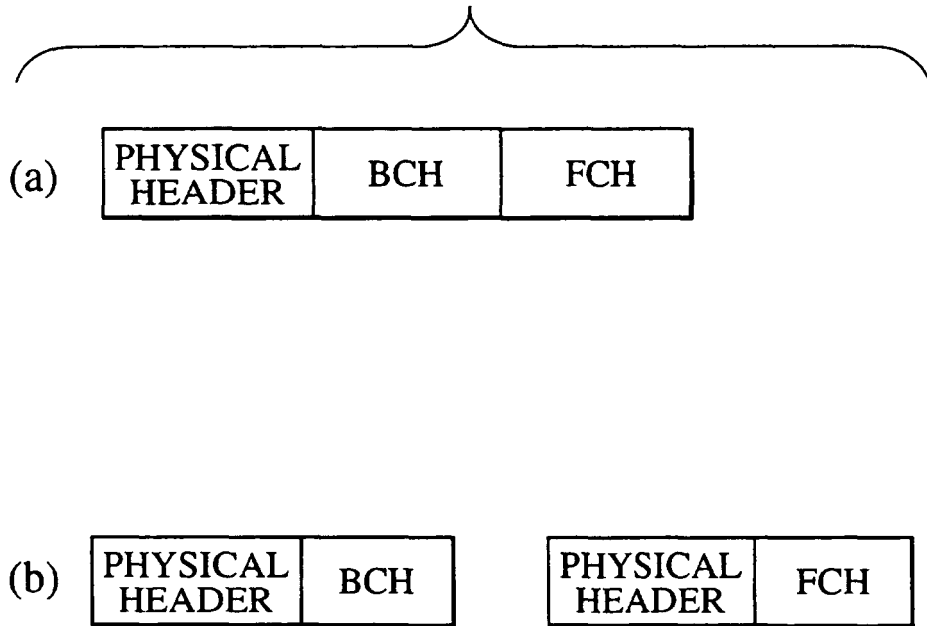 (a) PHYSICAL HEADER BCH FCH
(b) PHYSICAL HEADER BCH PHYSICAL HEADER FCH